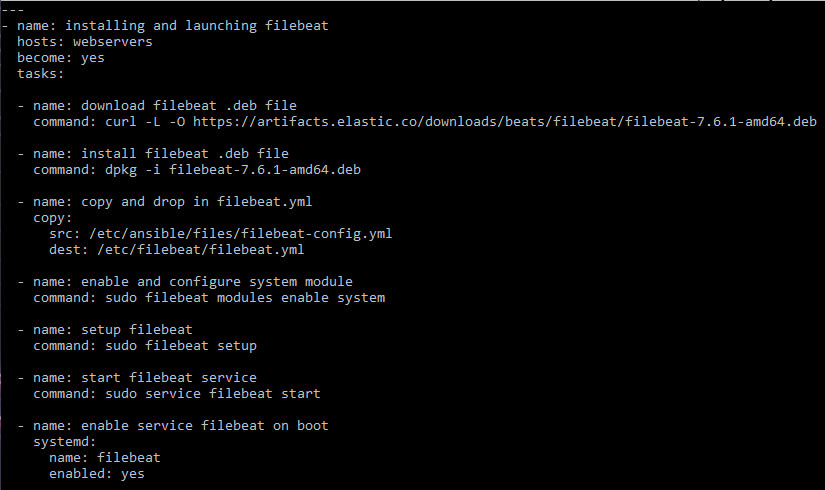 ---
- name: installing and launching filebeat
  hosts: webservers
  become: yes
  tasks:

  - name: download filebeat .deb file
    command: curl -L -O https://artifacts.elastic.co/downloads/beats/filebeat/filebeat-7.6.1-amd64.deb

  - name: install filebeat .deb file
    command: dpkg -i filebeat-7.6.1-amd64.deb

  - name: copy and drop in filebeat.yml
    copy:
      src: /etc/ansible/files/filebeat-config.yml
      dest: /etc/filebeat/filebeat.yml

  - name: enable and configure system module
    command: sudo filebeat modules enable system

  - name: setup filebeat
    command: sudo filebeat setup

  - name: start filebeat service
    command: sudo service filebeat start

  - name: enable service filebeat on boot
    systemd:
      name: filebeat
      enabled: yes